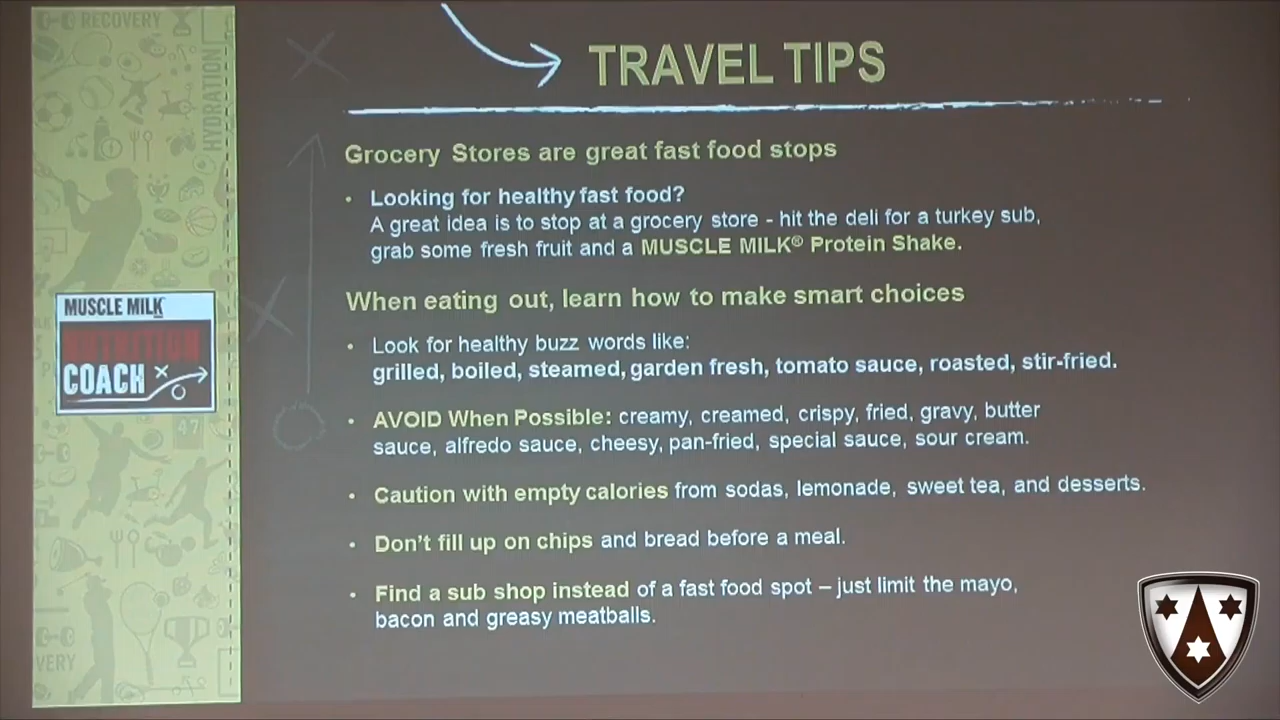 RECOVERY
HYDRATION
TRAVEL TIPS
Grocery Stores are great fast food stops
• Looking for healthy fast food?
A great idea is to stop at a grocery store - hit the deli for a turkey sub,
grab some fresh fruit and a MUSCLE MILK® Protein Shake.
When eating out, learn how to make smart choices
• Look for healthy buzz words like:
grilled, boiled, steamed, garden fresh, tomato sauce, roasted, stir-fried.
• AVOID When Possible: creamy, creamed, crispy, fried, gravy, butter
sauce, alfredo sauce, cheesy, pan-fried, special sauce, sour cream.
• Caution with empty calories from sodas, lemonade, sweet tea, and desserts.
• Don't fill up on chips and bread before a meal.
• Find a sub shop instead of a fast food spot – just limit the mayo,
bacon and greasy meatballs.
MUSCLE MILK
NUTRITION
COACH
47
VERY